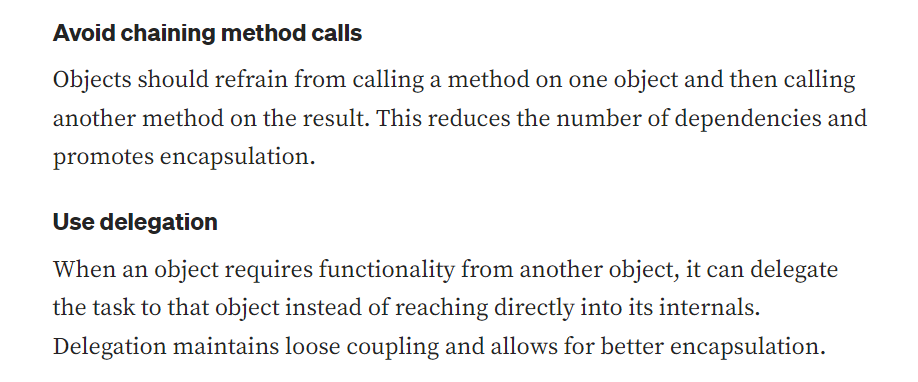 Avoid chaining method calls
Objects should refrain from calling a method on one object and then calling
another method on the result. This reduces the number of dependencies and
promotes encapsulation.
Use delegation
When an object requires functionality from another object, it can delegate
the task to that object instead of reaching directly into its internals.
Delegation maintains loose coupling and allows for better encapsulation.